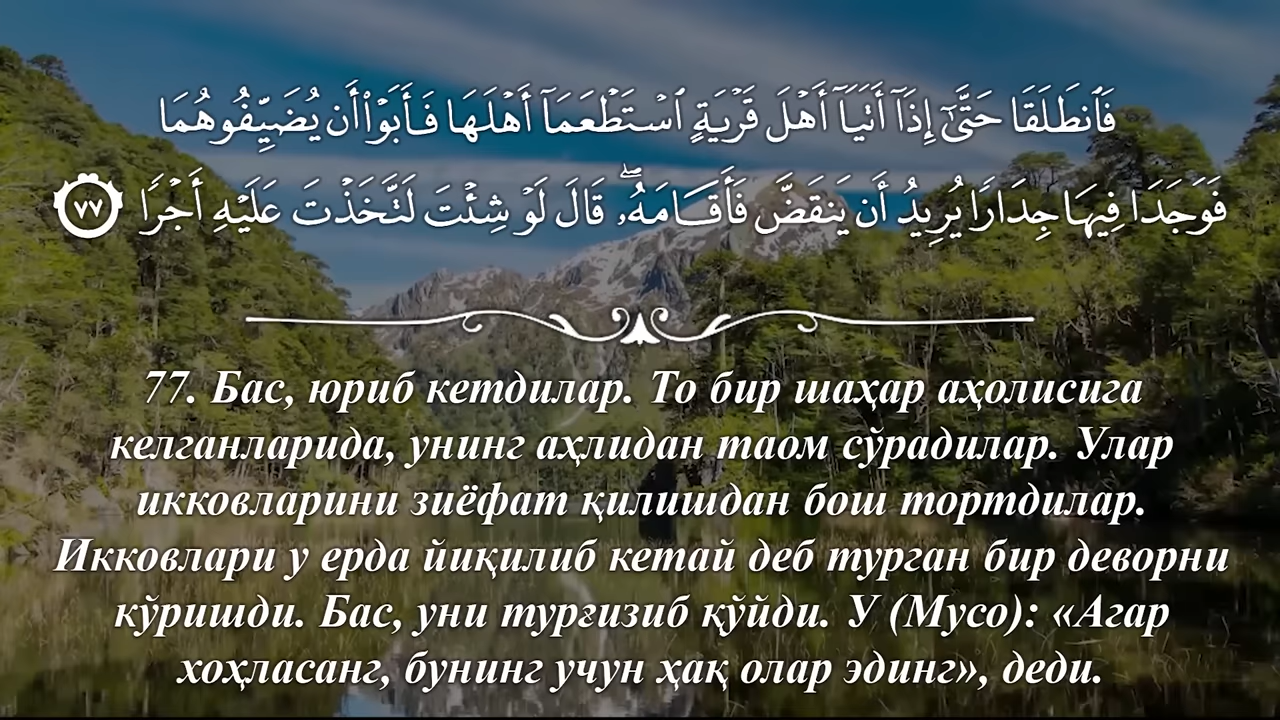 فَٱنطَلَقَا حَتَّىٰٓ إِذَآ أَتَيَآ أَهْلَ قَرْيَةٍ ٱسْتَطْعَمَآ أَهْلَهَا فَأَبَوْا۟ أَن يُضَيِّفُوهُمَا
فَوَجَدَا فِيهَا جِدَارًا يُرِيدُ أَن يَنقَضَّ فَأَقَامَهُۥ ۖ قَالَ لَوْ شِئْتَ لَتَّخَذْتَ عَلَيْهِ أَجْرًا ٧٧
77. Бас, юриб кетдилар. То бир шаҳар аҳолисига
келганларида, унинг аҳлидан таом сўрадилар. Улар
икковларини зиёфат қилишдан бош тортдилар.
Икковлари у ерда йиқилиб кетай деб турган бир деворни
кўришди. Бас, уни турғизиб қўйди. У (Мусо): «Агар
хоҳласанг, бунинг учун ҳақ олар эдинг», деди.